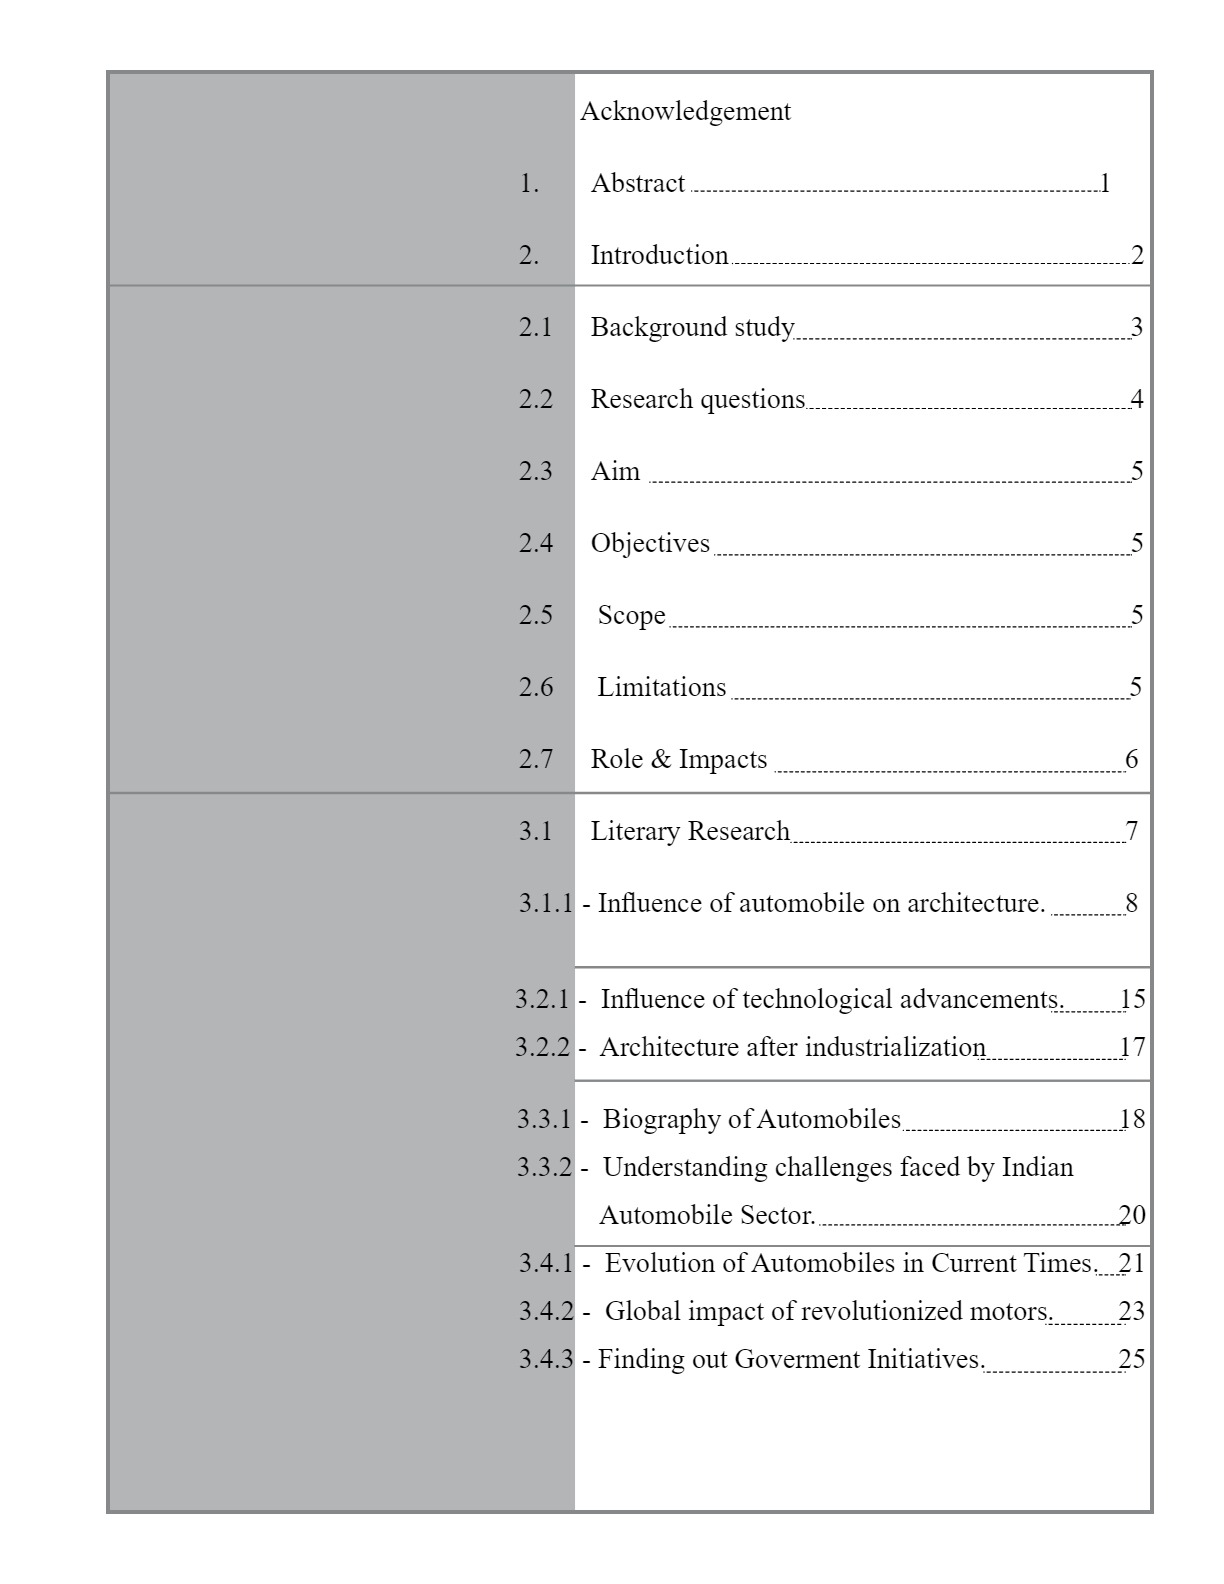 Acknowledgement
1. Abstract 1
2. Introduction 2
2.1 Background study 3
2.2 Research questions 4
2.3 Aim 5
2.4 Objectives 5
2.5 Scope 5
2.6 Limitations 5
2.7 Role & Impacts 6
3.1 Literary Research 7
3.1.1 - Influence of automobile on architecture. 8
3.2.1 - Influence of technological advancements. 15
3.2.2 - Architecture after industrialization 17
3.3.1 - Biography of Automobiles 18
3.3.2 - Understanding challenges faced by Indian
Automobile Sector. 20
3.4.1 - Evolution of Automobiles in Current Times. 21
3.4.2 - Global impact of revolutionized motors. 23
3.4.3 - Finding out Goverment Initiatives. 25